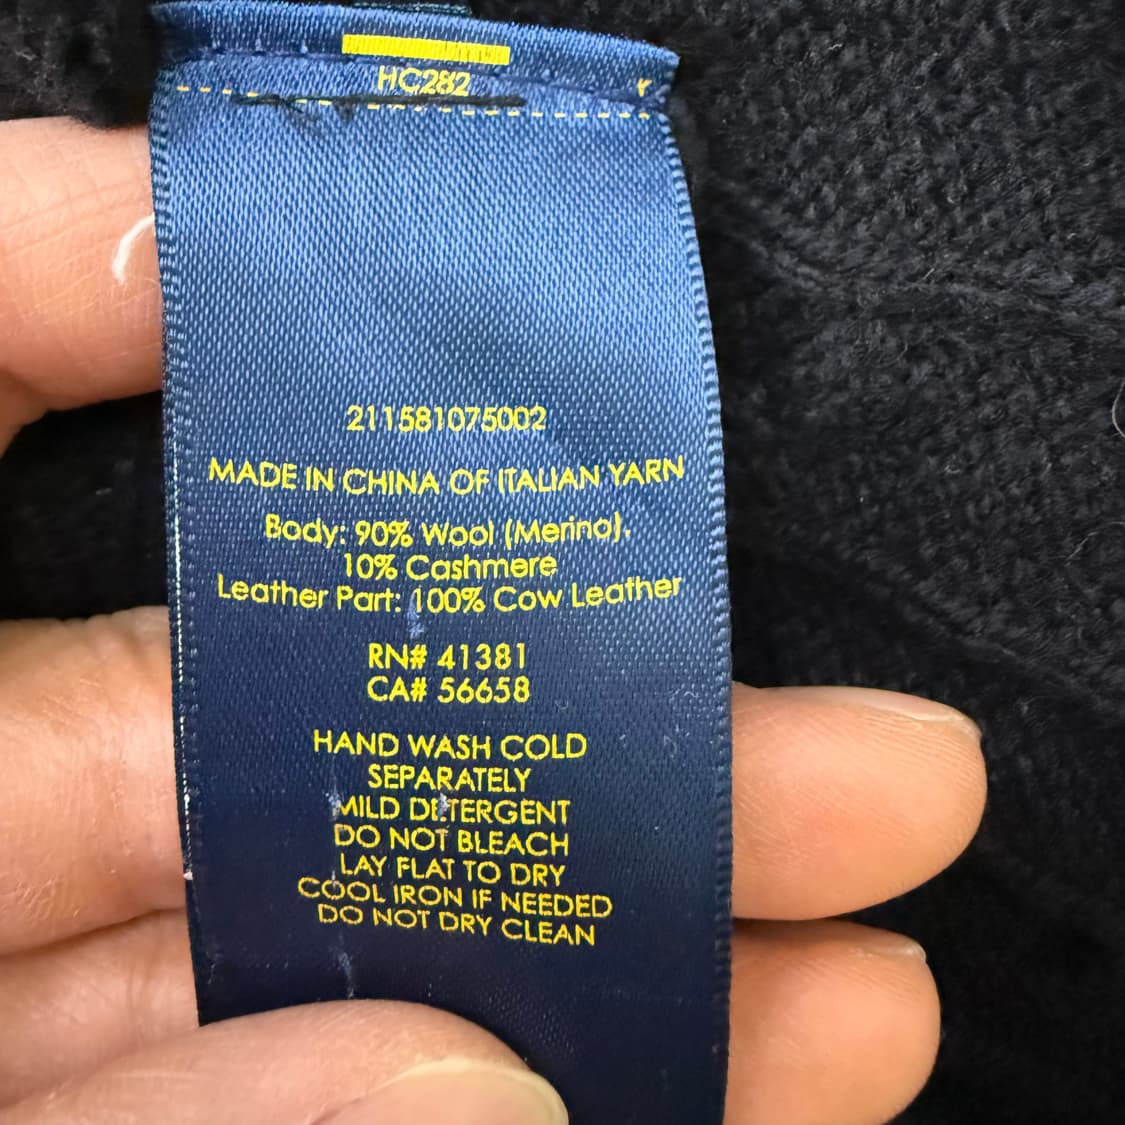 HC282
211581075002
MADE IN CHINA OF ITALIAN YARN
Body: 90% Wool (Merino),
10% Cashmere
Leather Part: 100% Cow Leather
RN# 41381
CA# 56658
HAND WASH COLD
SEPARATELY
MILD DETERGENT
DO NOT BLEACH
LAY FLAT TO DRY
COOL IRON IF NEEDED
DO NOT DRY CLEAN